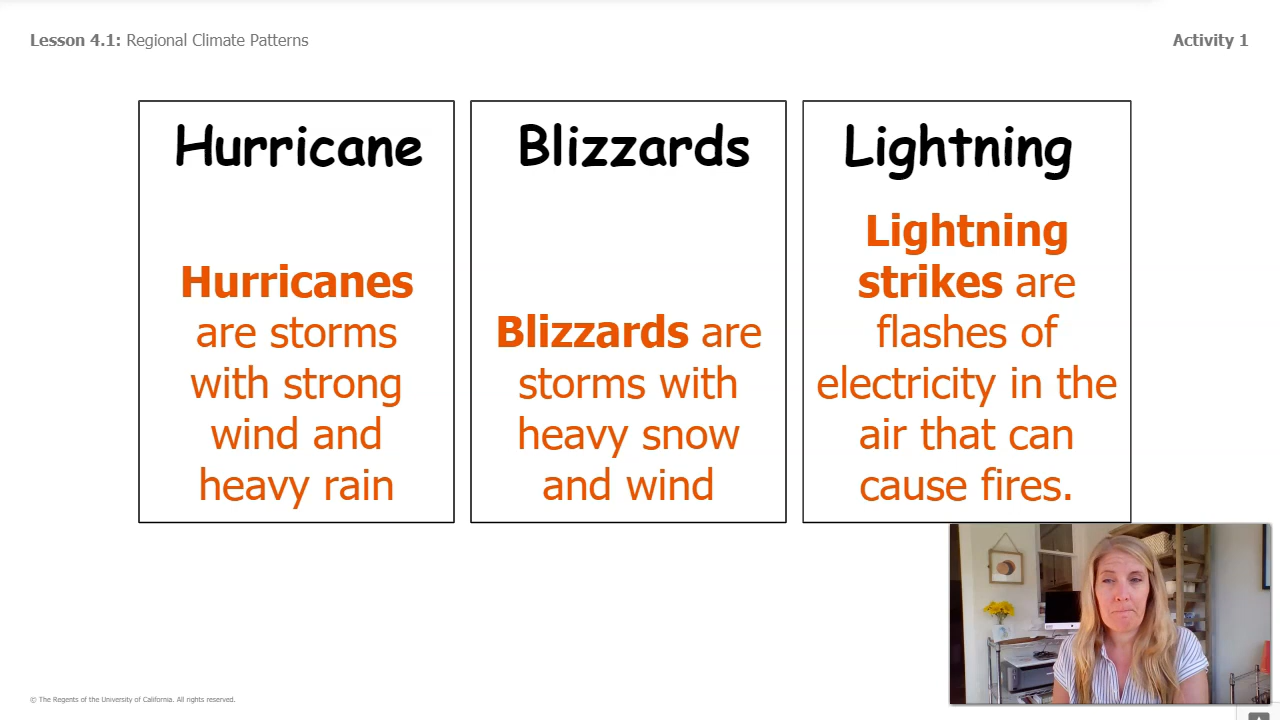 Lesson 4.1: Regional Climate Patterns
Activity 1
Hurricane
Hurricanes
are storms
with strong
wind and
heavy rain
Blizzards
Blizzards are
storms with
heavy snow
and wind
Lightning
Lightning
strikes are
flashes of
electricity in the
air that can
cause fires.
© The Regents of the University of California. All rights reserved.